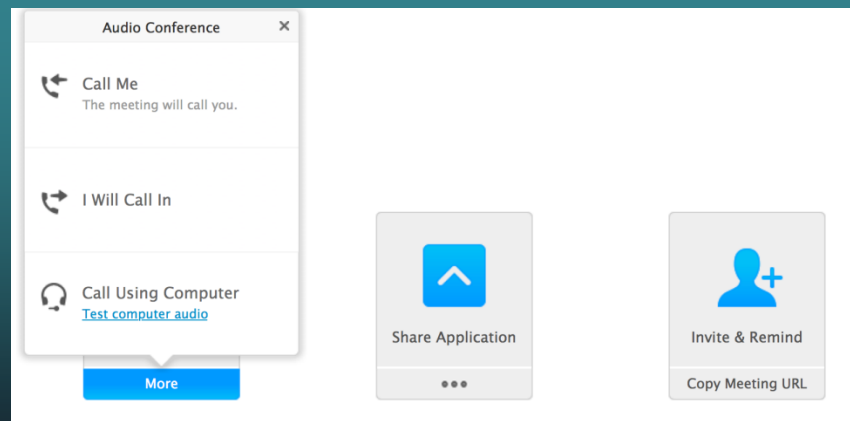 Audio Conference
Call Me
The meeting will call you.
I Will Call In
Call Using Computer
Test computer audio
More
Share Application
Invite & Remind
Copy Meeting URL